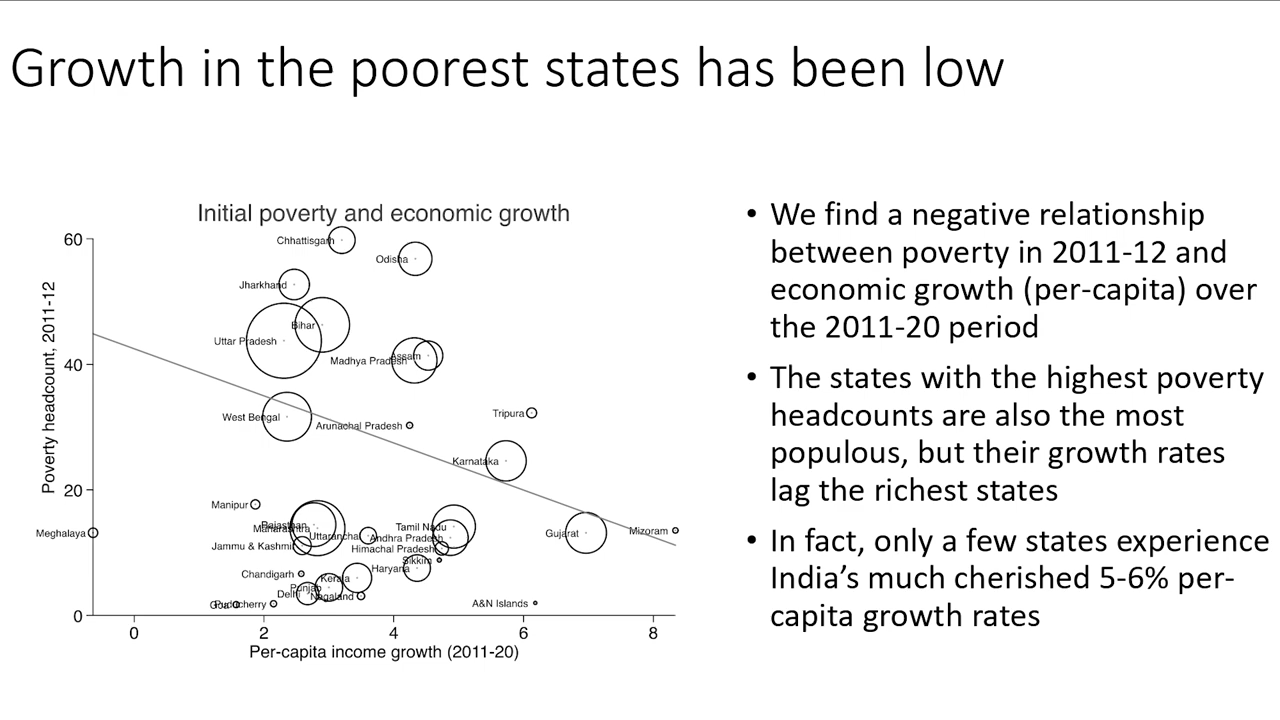 Growth in the poorest states has been low
Initial poverty and economic growth
Poverty headcount, 2011-12
60
40
20
0
Chhattisgarh
Odisha
Jharkhand
Bihar
Uttar Pradesh
Assam
Madhya Pradesh
West Bengal
Tripura
Arunachal Pradesh
Karnataka
Manipur
Meghalaya
Rajasthan
Maharashtra
Uttaranchal
Tamil Nadu
Andhra Pradesh
Gujarat
Mizoram
Jammu & Kashmir
Himachal Pradesh
Sikkim
Haryana
Chandigarh
Kerala
Punjab
Delhi
Nagaland
Goa
Puducherry
A&N Islands
0 2 4 6 8
Per-capita income growth (2011-20)
• We find a negative relationship
between poverty in 2011-12 and
economic growth (per-capita) over
the 2011-20 period
• The states with the highest poverty
headcounts are also the most
populous, but their growth rates
lag the richest states
• In fact, only a few states experience
India's much cherished 5-6% per-
capita growth rates